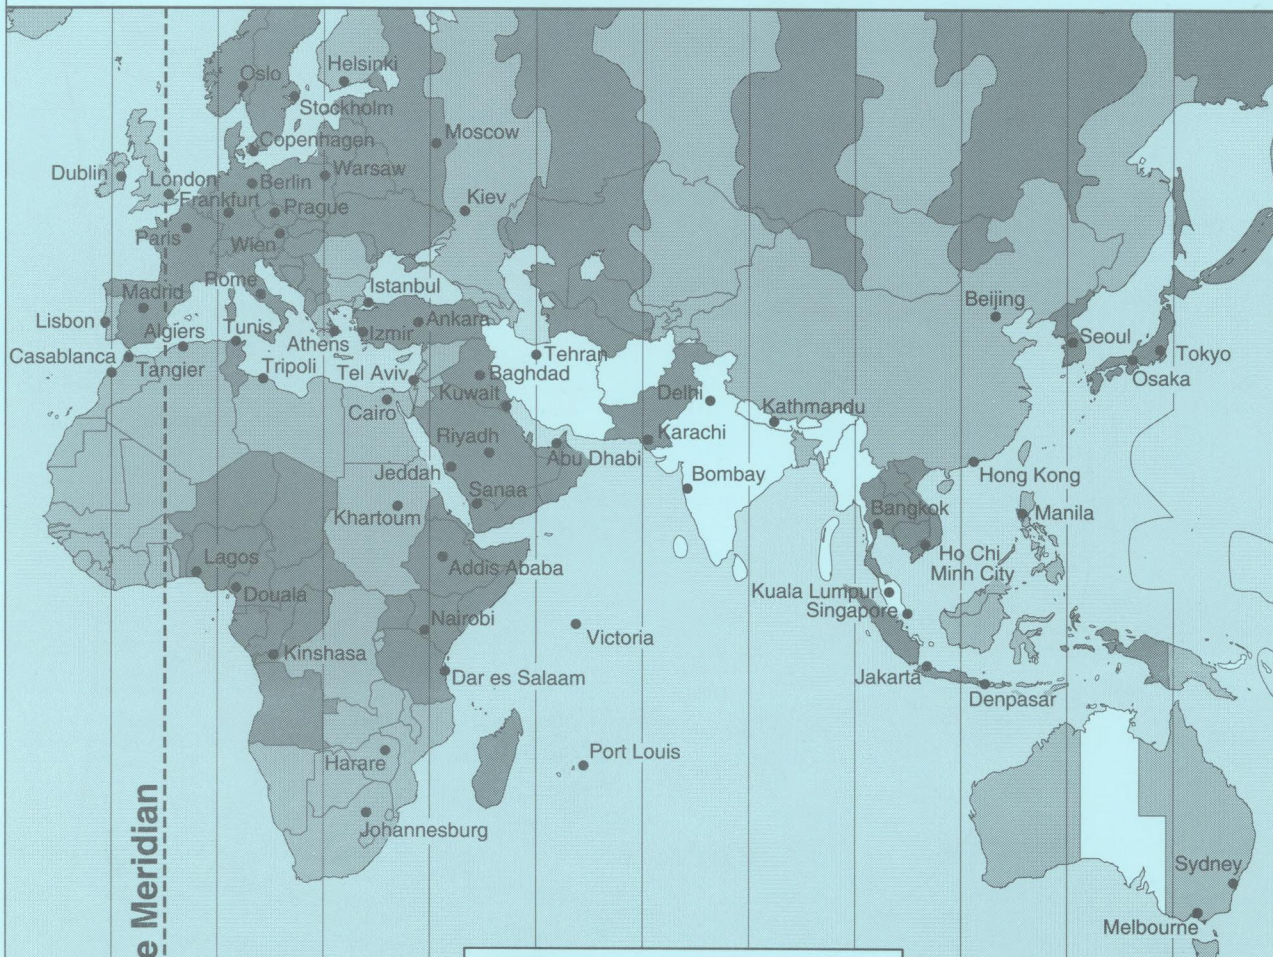 Oslo
Helsinki
Stockholm
Copenhagen
Moscow
Dublin
London
Berlin
Warsaw
Frankfurt
Prague
Kiev
Paris
Wien
Rome
Istanbul
Madrid
Lisbon
Algiers
Tunis
Athens
Izmir
Ankara
Beijing
Seoul
Tokyo
Osaka
Casablanca
Tangier
Tripoli
Tel Aviv
Tehran
Baghdad
Kuwait
Cairo
Delhi
Kathmandu
Riyadh
Karachi
Abu Dhabi
Jeddah
Bombay
Hong Kong
Sanaa
Khartoum
Bangkok
Manila
Lagos
Addis Ababa
Ho Chi
Minh City
Douala
Kuala Lumpur
Singapore
Nairobi
Victoria
Kinshasa
Dar es Salaam
Jakarta
Denpasar
Harare
Port Louis
Johannesburg
e Meridian
Sydney
Melbourne